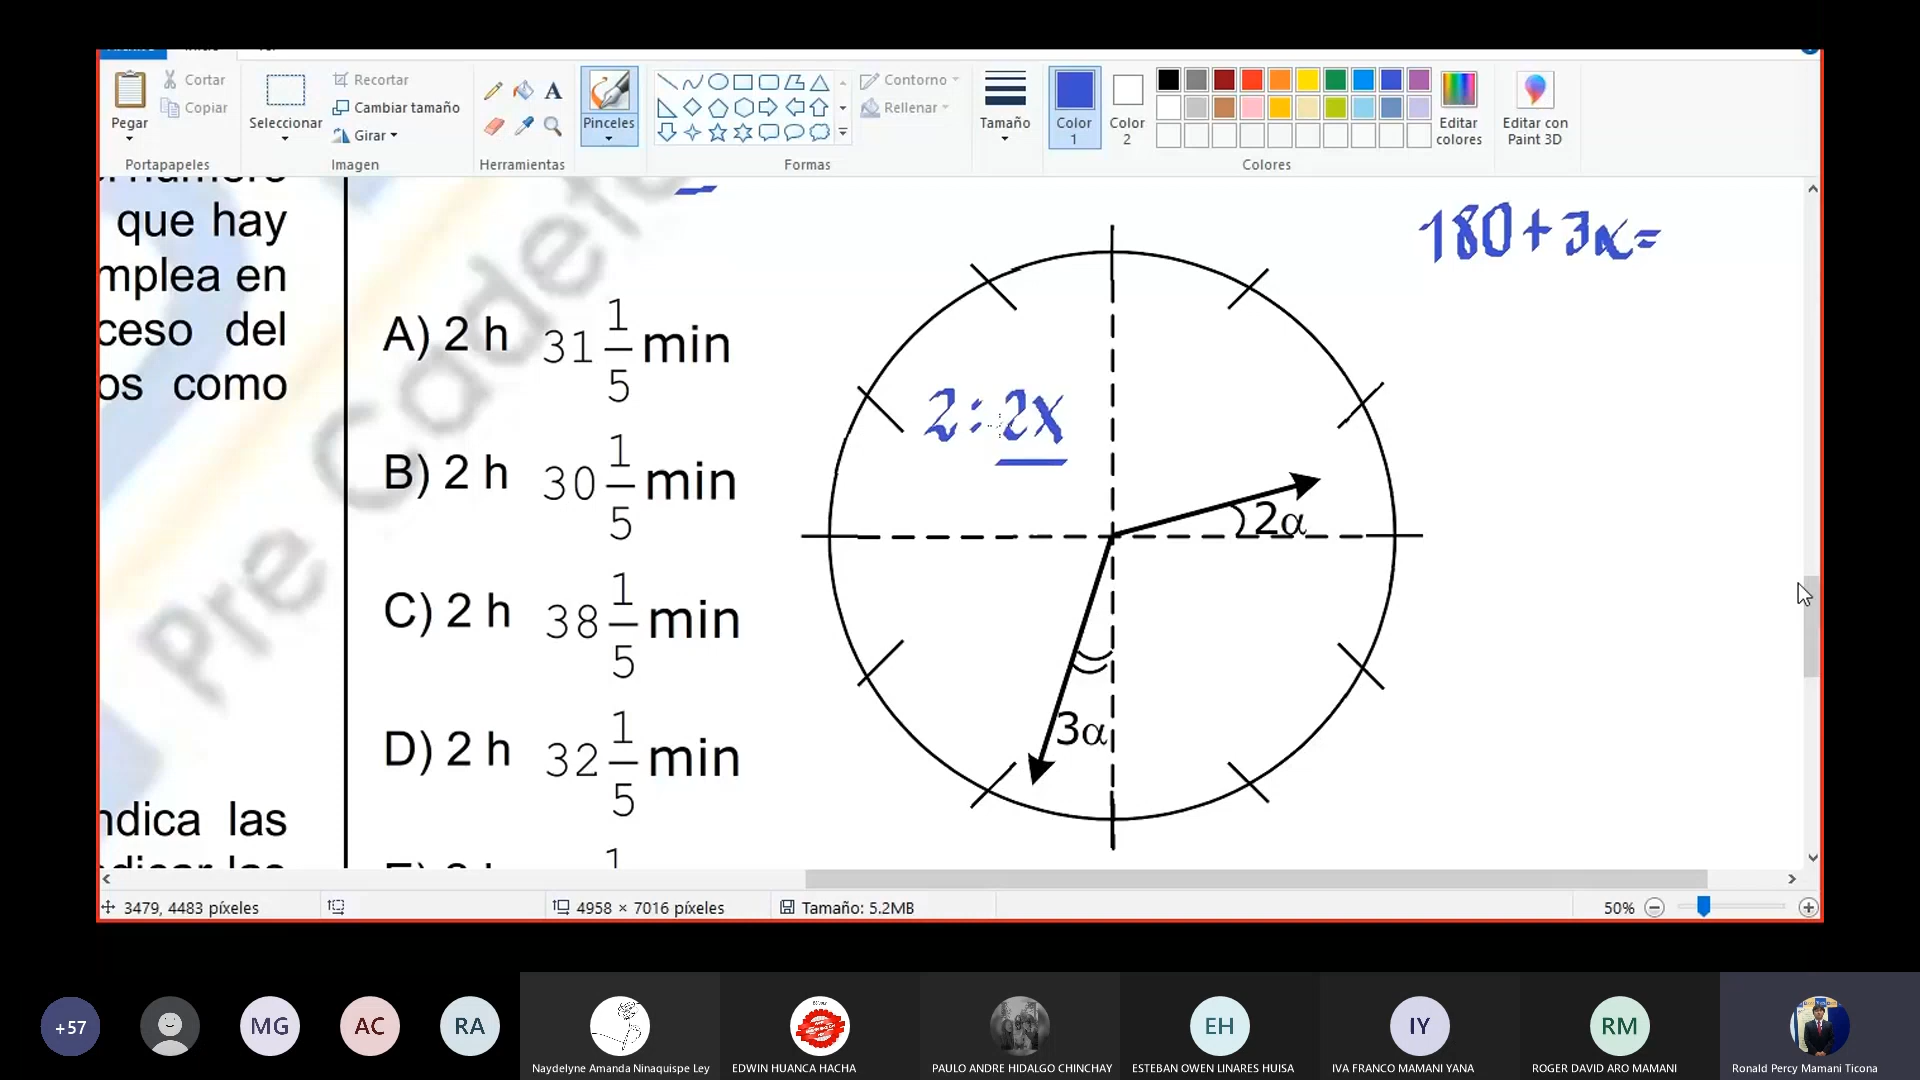 Cortar
Copiar
Pegar
Portapapeles
Recortar
Cambiar tamaño
Girar
Seleccionar
Imagen
A
Herramientas
Pinceles
Contorno
Rellenar
Formas
Tamaño
Color 1
Color 2
Editar colores
Editar con Paint 3D
Colores
que hay
mplea en
ceso del
os como
ndica las
Pre Cadef
A) 2 h 31 1/5 min
B) 2 h 30 1/5 min
C) 2 h 38 1/5 min
D) 2 h 32 1/5 min
180+3α=
2:2X
2α
3α
3479, 4483 píxeles
4958 × 7016 píxeles
Tamaño: 5.2MB
50%
+57
MG
AC
RA
EH
IY
RM
Naydelyne Amanda Ninaquispe Ley
EDWIN HUANCA HACHA
PAULO ANDRE HIDALGO CHINCHAY
ESTEBAN OWEN LINARES HUISA
IVA FRANCO MAMANI YANA
ROGER DAVID ARO MAMANI
Ronald Percy Mamani Ticona